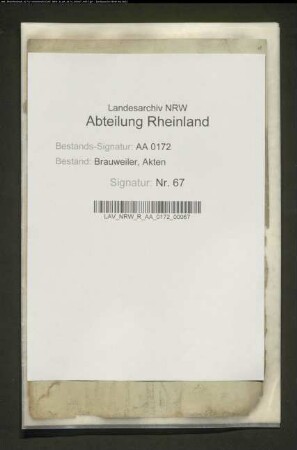 Landesarchiv NRW
Abteilung Rheinland
Bestands-Signatur: AA 0172
Bestand: Brauweiler, Akten
Signatur: Nr. 67
LAV_NRW_R_AA_0172_00067